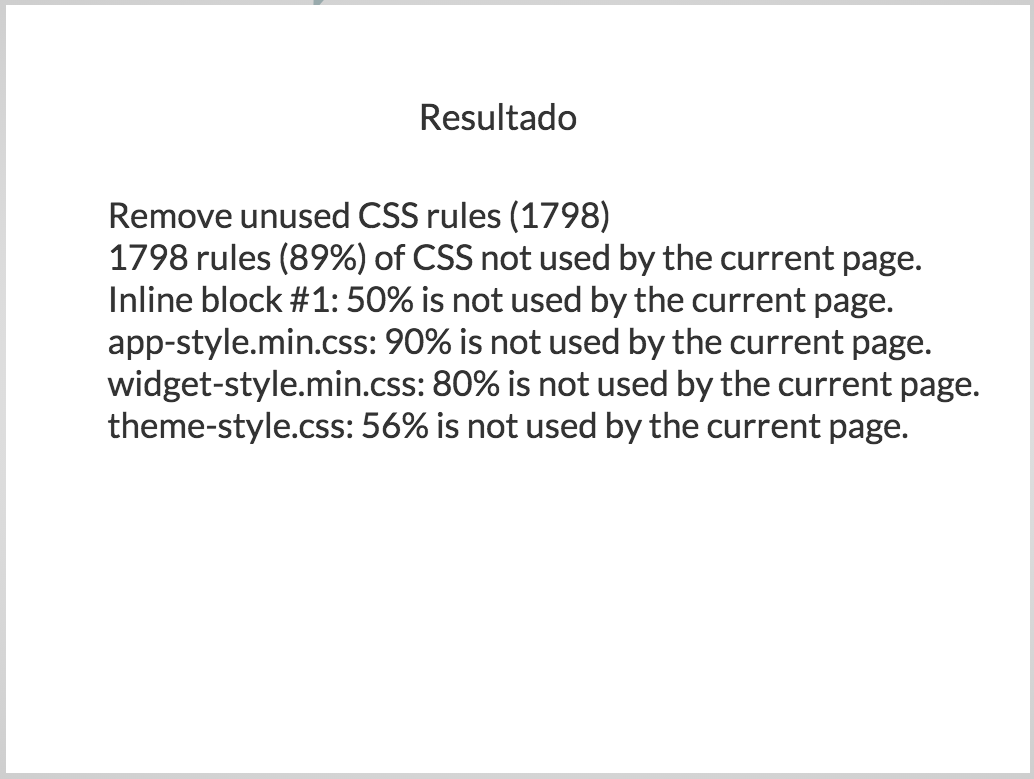 Resultado
Remove unused CSS rules (1798)
1798 rules (89%) of CSS not used by the current page.
Inline block #1: 50% is not used by the current page.
app-style.min.css: 90% is not used by the current page.
widget-style.min.css: 80% is not used by the current page.
theme-style.css: 56% is not used by the current page.